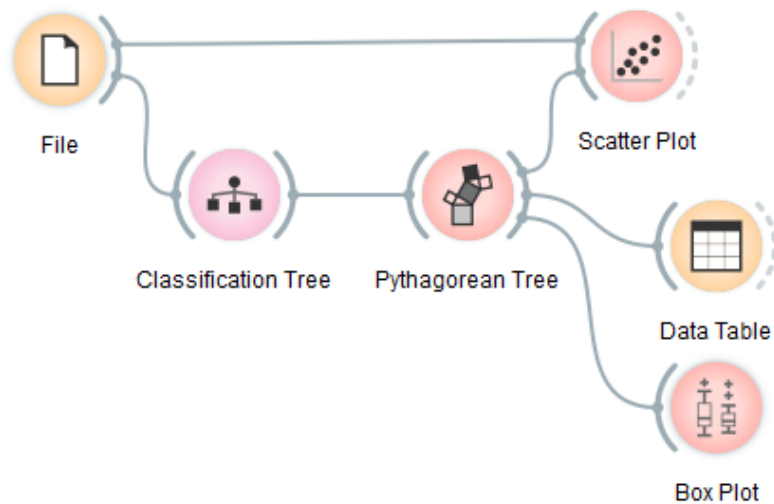 File
Scatter Plot
Classification Tree
Pythagorean Tree
Data Table
Box Plot